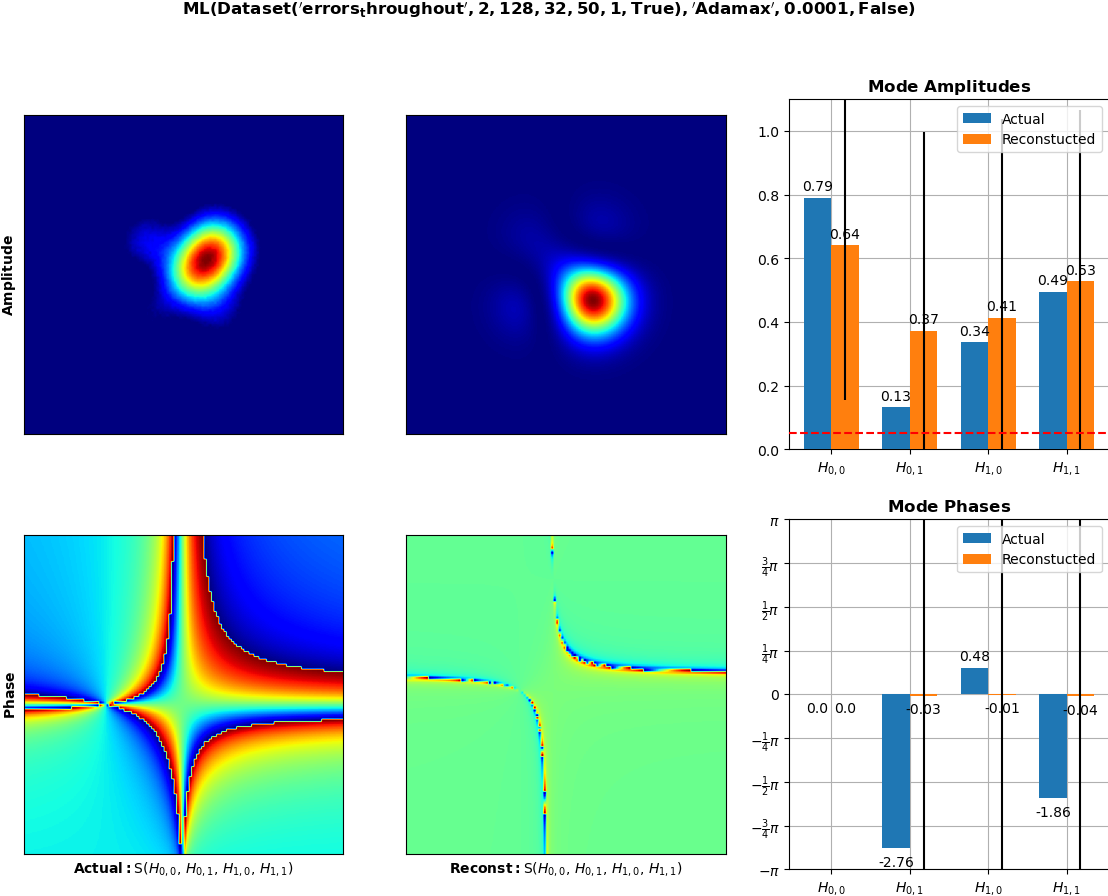 ML(Dataset('errors_throughout', 2, 128, 32, 50, 1, True), 'Adamax', 0.0001, False)
Amplitude
Mode Amplitudes
Actual
Reconstucted
1.0
0.8
0.6
0.4
0.2
0.0
0.79
0.64
0.13
0.37
0.34
0.41
0.49
0.53
H0,0
H0,1
H1,0
H1,1
Phase
Actual: S(H0,0, H0,1, H1,0, H1,1)
Reconst: S(H0,0, H0,1, H1,0, H1,1)
Mode Phases
Actual
Reconstucted
π
3/4π
1/2π
1/4π
0
−1/4π
−1/2π
−3/4π
−π
0.0
0.0
-2.76
-0.03
0.48
-0.01
-1.86
-0.04
H0,0
H0,1
H1,0
H1,1